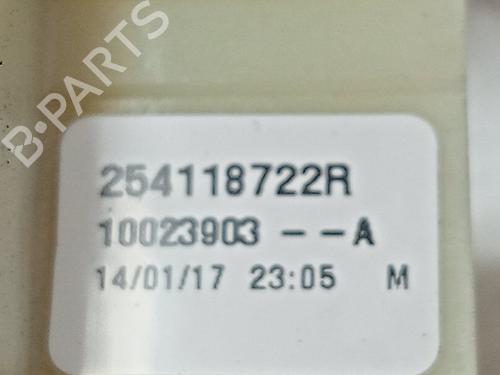 B-PARTS
254118722R
10023903 --A
14/01/17 23:05 M